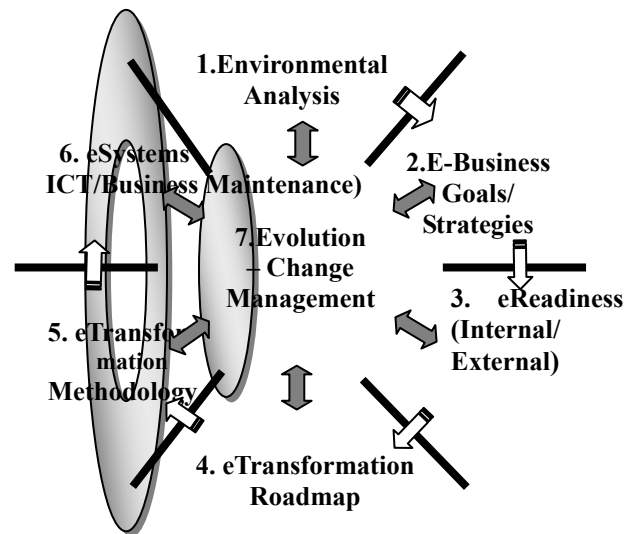 1.Environmental
Analysis
2.E-Business
Goals/
Strategies
3. eReadiness
(Internal/
External)
4. eTransformation
Roadmap
5. eTransfor
mation
Methodology
6. eSystems
ICT/Business Maintenance)
7.Evolution
– Change
Management